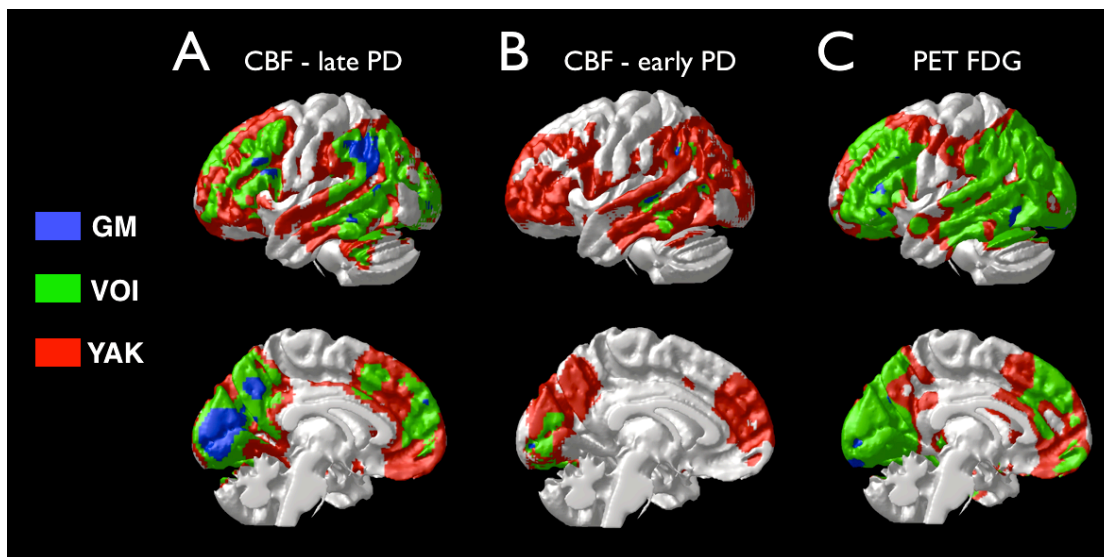 A CBF - late PD
B CBF - early PD
C PET FDG
GM
VOI
YAK